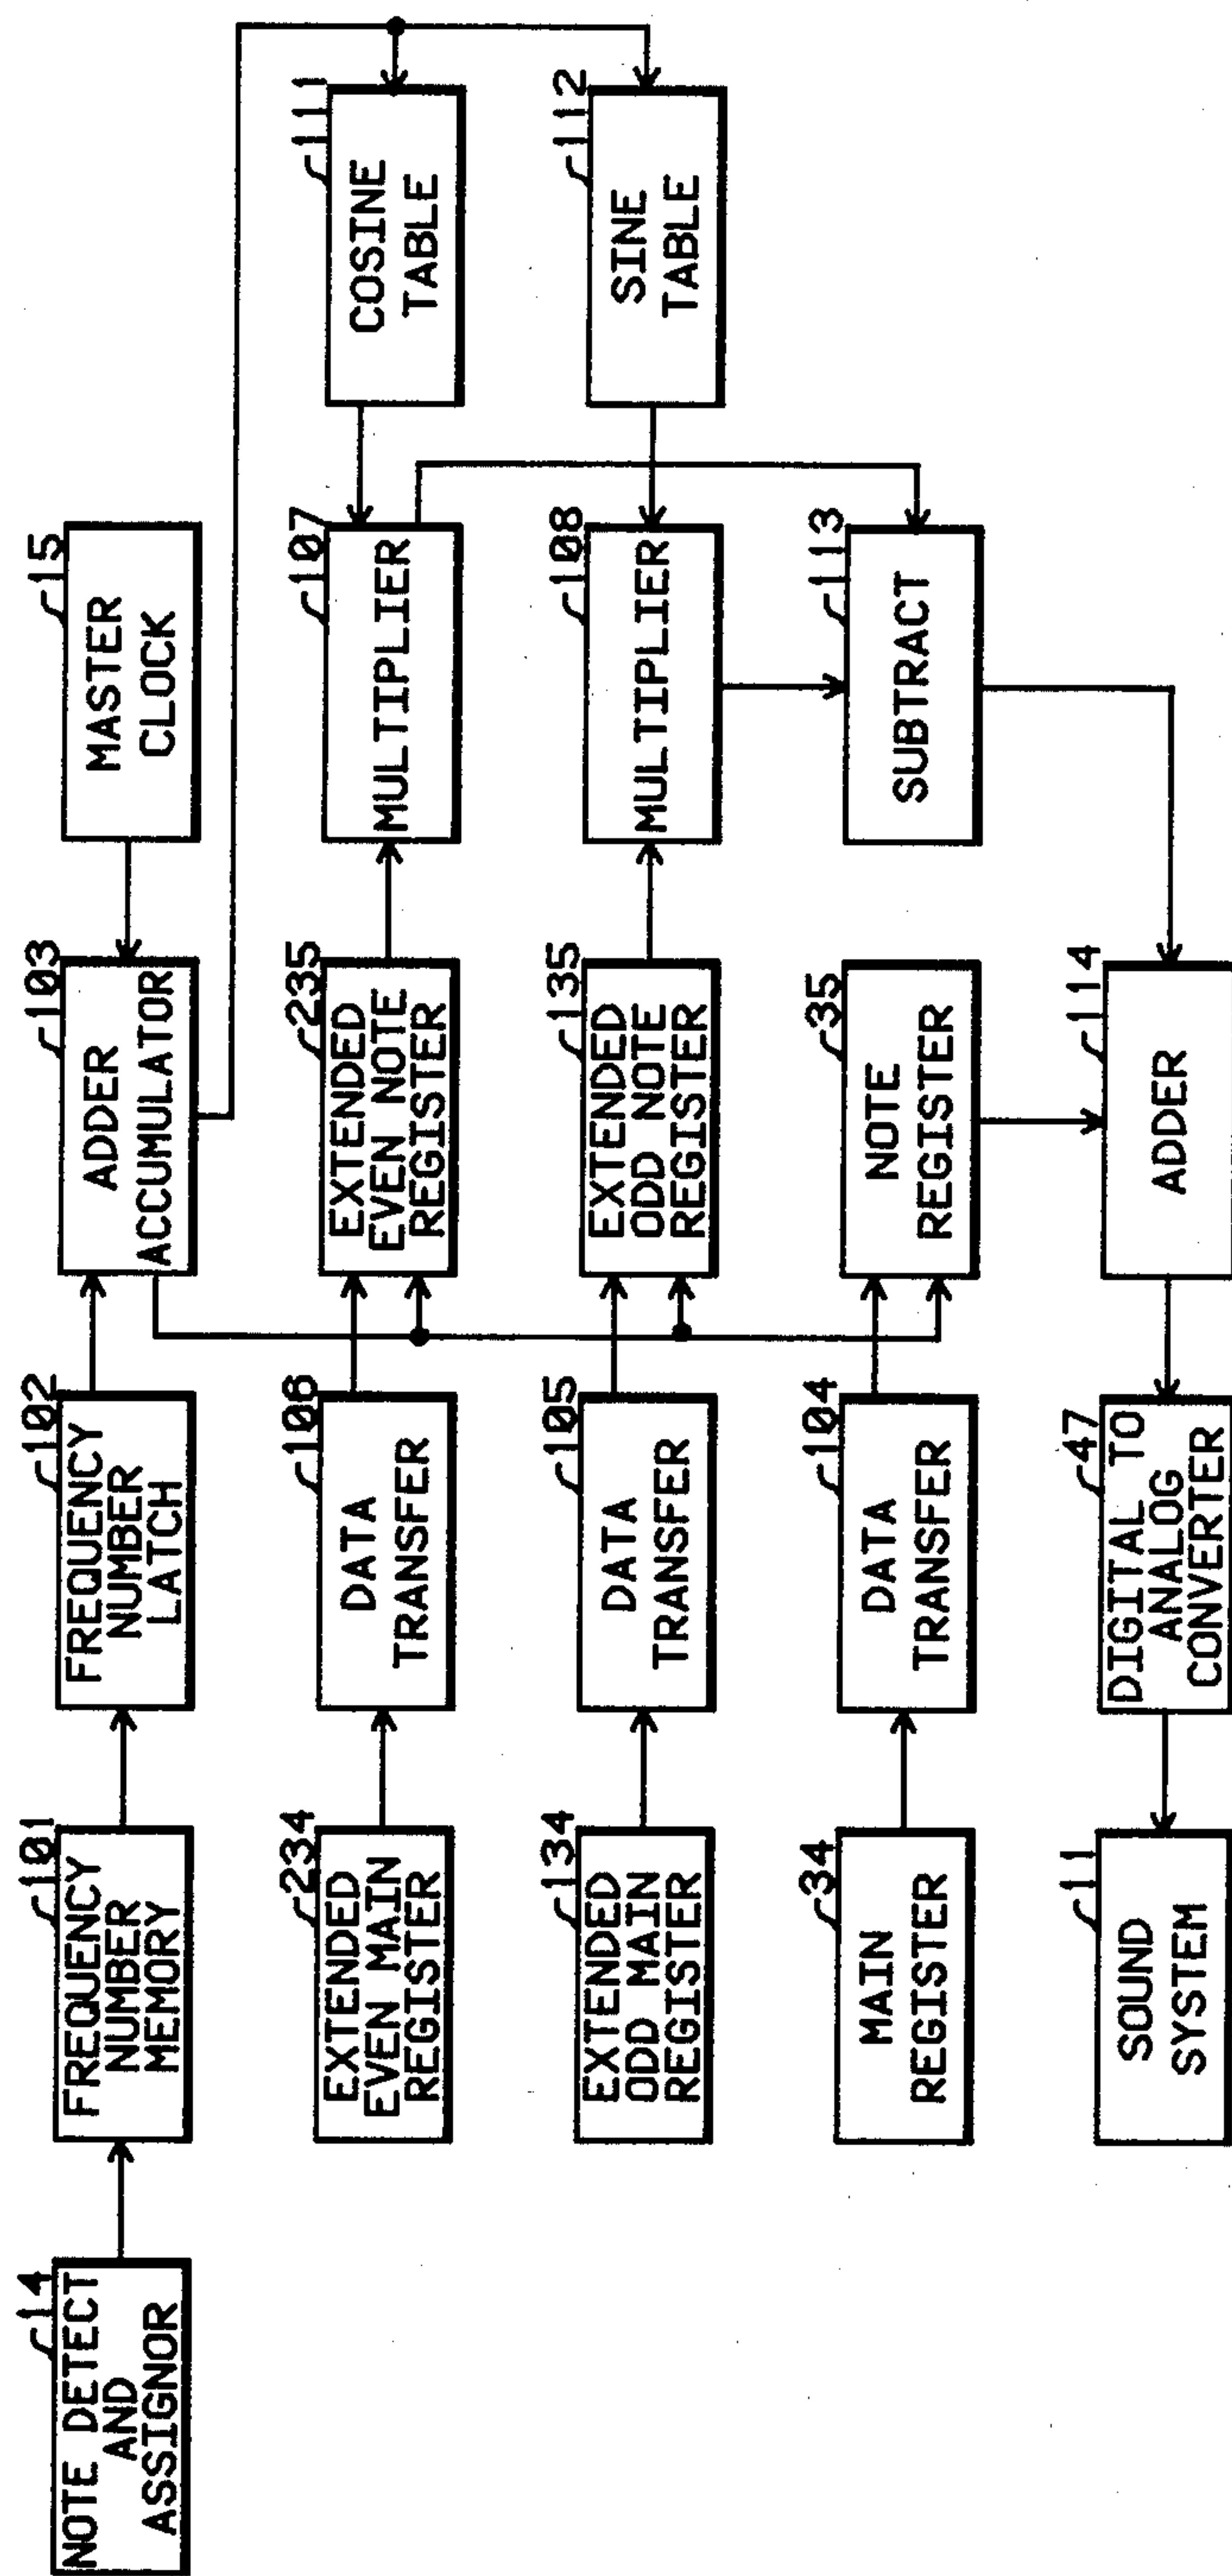 14
NOTE DETECT
AND
ASSIGNOR
101
FREQUENCY
NUMBER
MEMORY
102
FREQUENCY
NUMBER
LATCH
103
ADDER
ACCUMULATOR
15
MASTER
CLOCK
234
EXTENDED
EVEN MAIN
REGISTER
106
DATA
TRANSFER
235
EXTENDED
EVEN NOTE
REGISTER
107
MULTIPLIER
111
COSINE
TABLE
134
EXTENDED
ODD MAIN
REGISTER
105
DATA
TRANSFER
135
EXTENDED
ODD NOTE
REGISTER
108
MULTIPLIER
112
SINE
TABLE
34
MAIN
REGISTER
104
DATA
TRANSFER
35
NOTE
REGISTER
113
SUBTRACT
11
SOUND
SYSTEM
47
DIGITAL TO
ANALOG
CONVERTER
114
ADDER